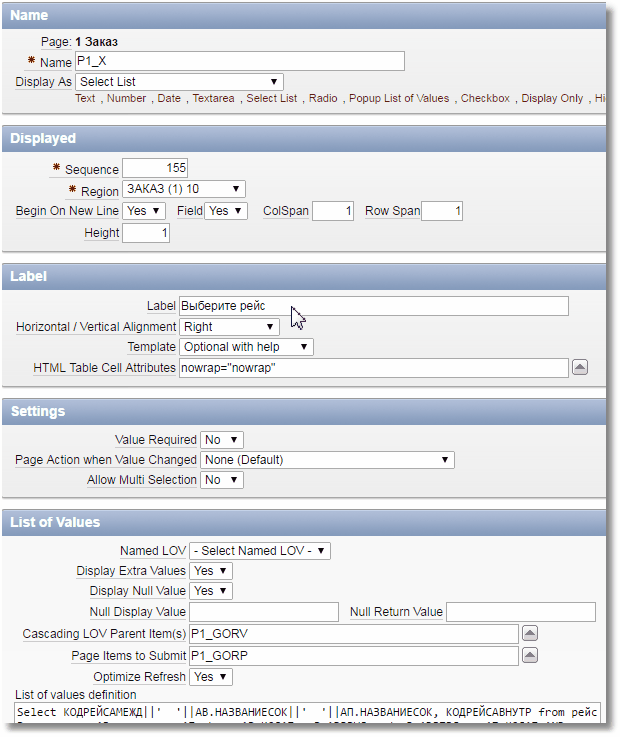 Name
Page: 1 Заказ
* Name P1_X
Display As Select List
Text , Number , Date , Textarea , Select List , Radio , Popup List of Values , Checkbox , Display Only , Hi
Displayed
* Sequence 155
* Region ЗАКАЗ (1) 10
Begin On New Line Yes Field Yes ColSpan 1 Row Span 1
Height 1
Label
Label Выберите рейс
Horizontal / Vertical Alignment Right
Template Optional with help
HTML Table Cell Attributes nowrap="nowrap"
Settings
Value Required No
Page Action when Value Changed None (Default)
Allow Multi Selection No
List of Values
Named LOV - Select Named LOV -
Display Extra Values Yes
Display Null Value Yes
Null Display Value Null Return Value
Cascading LOV Parent Item(s) P1_GORV
Page Items to Submit P1_GORP
Optimize Refresh Yes
List of values definition
Select КОДРЕЙСАМЕЖД||'  '||АВ.НАЗВАНИЕСОК||'  '||АП.НАЗВАНИЕСОК, КОДРЕЙСАВНУТР from рейс